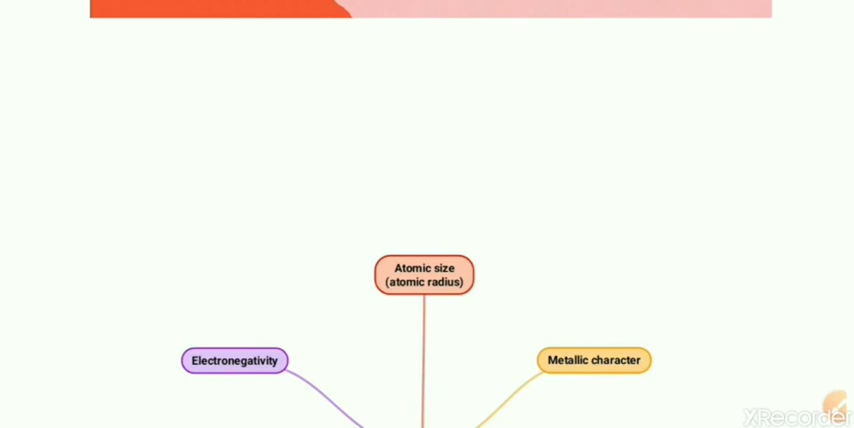 Atomic size
(atomic radius)
Electronegativity
Metallic character
XRecorder